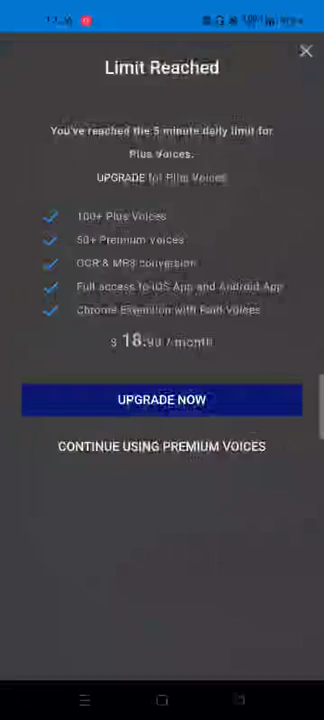 Limit Reached
You've reached the 5 minute daily limit for
Plus Voices.
UPGRADE for Plus Voices
100+ Plus Voices
50+ Premium Voices
OCR & MP3 conversion
Full access to iOS App and Android App
Chrome Extension with Paid Voices
/ month
UPGRADE NOW
CONTINUE USING PREMIUM VOICES